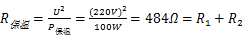 R保温 = U²/P保温 = (220V)²/100W = 484Ω = R₁ + R₂